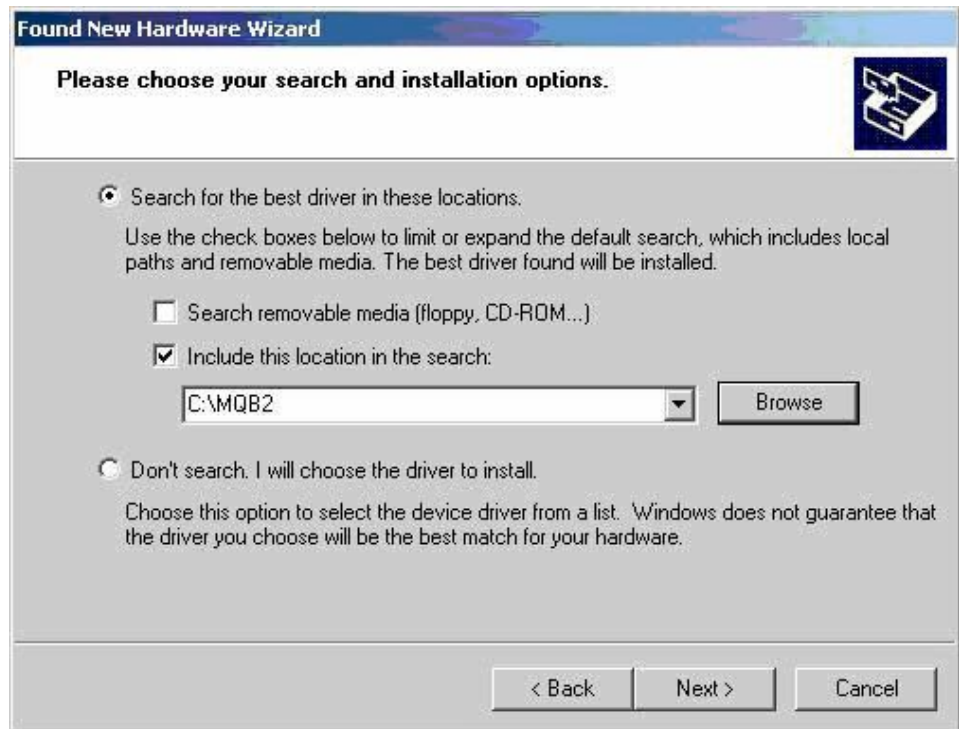 Found New Hardware Wizard
Please choose your search and installation options.
Search for the best driver in these locations.
Use the check boxes below to limit or expand the default search, which includes local
paths and removable media. The best driver found will be installed.
Search removable media (floppy, CD-ROM...)
Include this location in the search:
C:\MQB2
Browse
Don't search. I will choose the driver to install.
Choose this option to select the device driver from a list. Windows does not guarantee that
the driver you choose will be the best match for your hardware.
< Back
Next >
Cancel